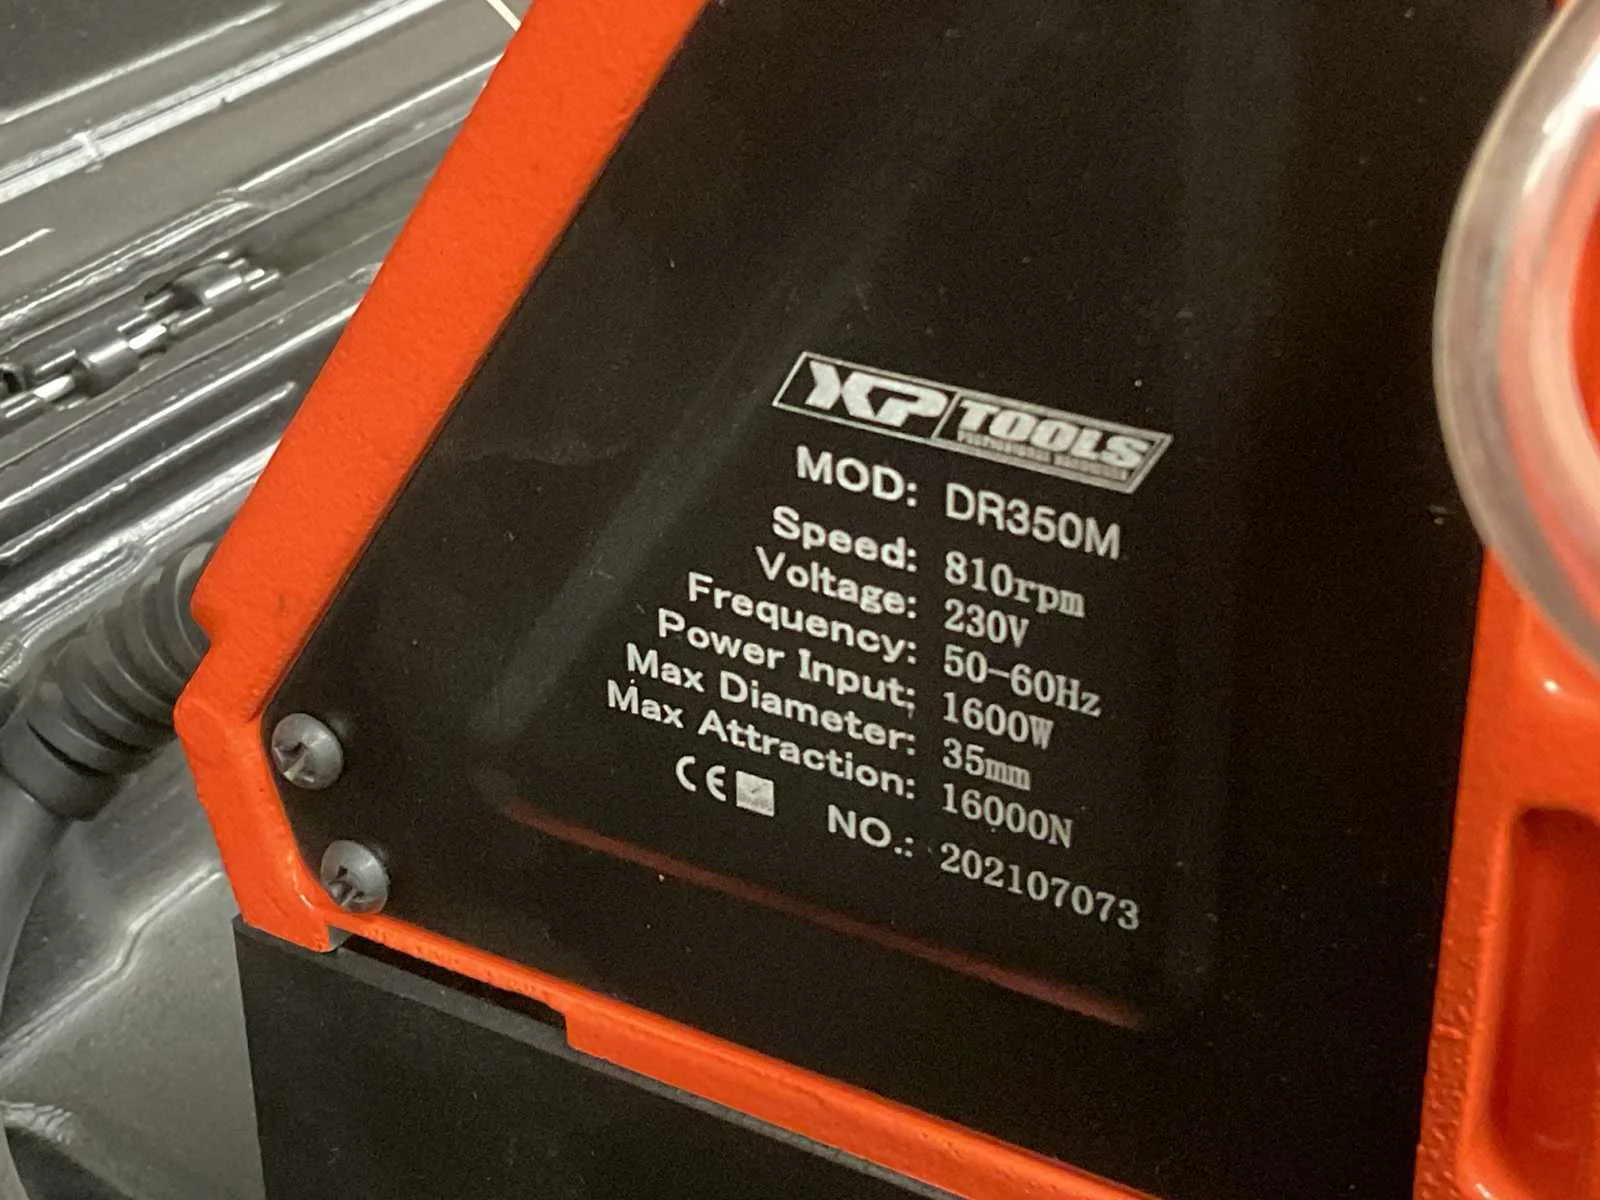 XP TOOLS
MOD: DR350M
Speed: 810rpm
Voltage: 230V
Frequency: 50-60Hz
Power Input: 1600W
Max Diameter: 35mm
Max Attraction: 16000N
CE
NO.: 202107073